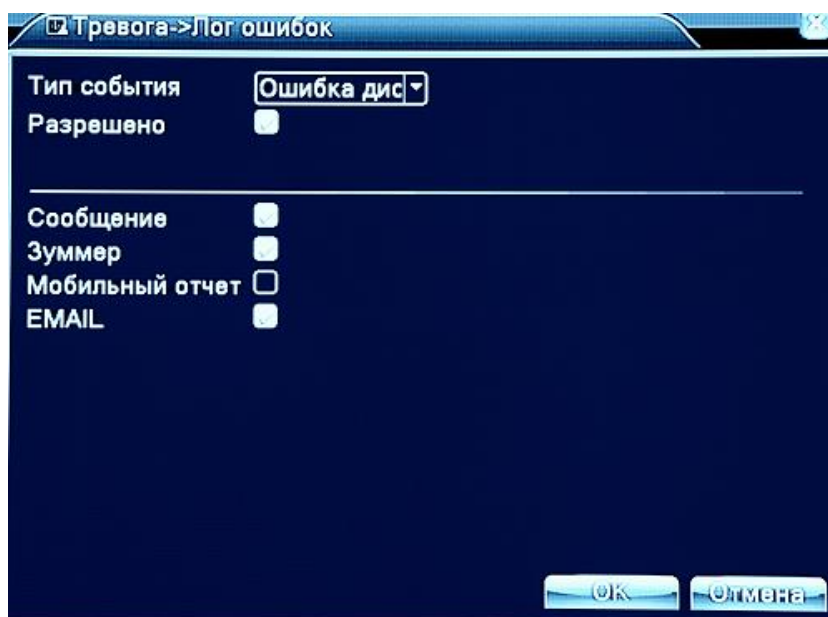 Тревога->Лог ошибок
Тип события Ошибка дис
Разрешено
Сообщение
Зуммер
Мобильный отчет
EMAIL
OK Отмена